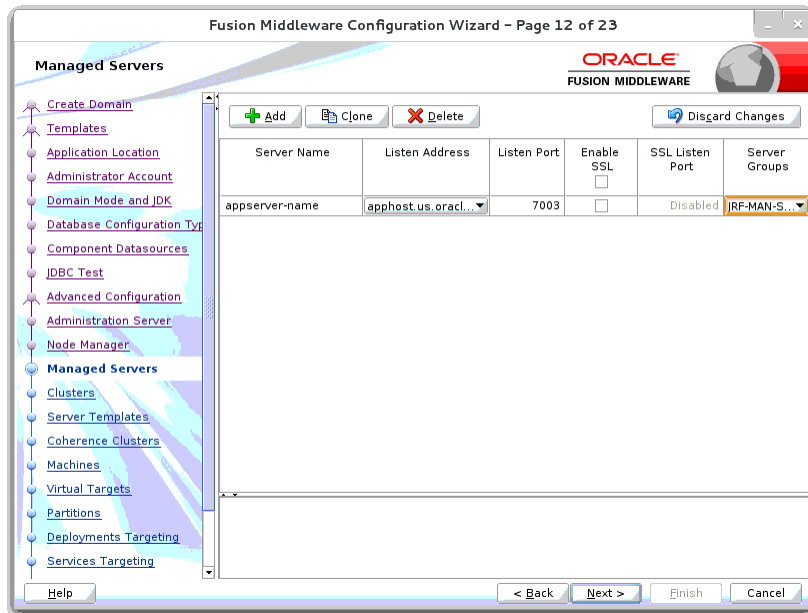 Fusion Middleware Configuration Wizard – Page 12 of 23
Managed Servers
ORACLE
FUSION MIDDLEWARE
Create Domain
Templates
Application Location
Administrator Account
Domain Mode and JDK
Database Configuration Typ
Component Datasources
JDBC Test
Advanced Configuration
Administration Server
Node Manager
Managed Servers
Clusters
Server Templates
Coherence Clusters
Machines
Virtual Targets
Partitions
Deployments Targeting
Services Targeting
Add Clone Delete Discard Changes
Server Name Listen Address Listen Port Enable SSL SSL Listen Port Server Groups
appserver-name apphost.us.oracl... 7003 Disabled JRF-MAN-S...
Help < Back Next > Finish Cancel